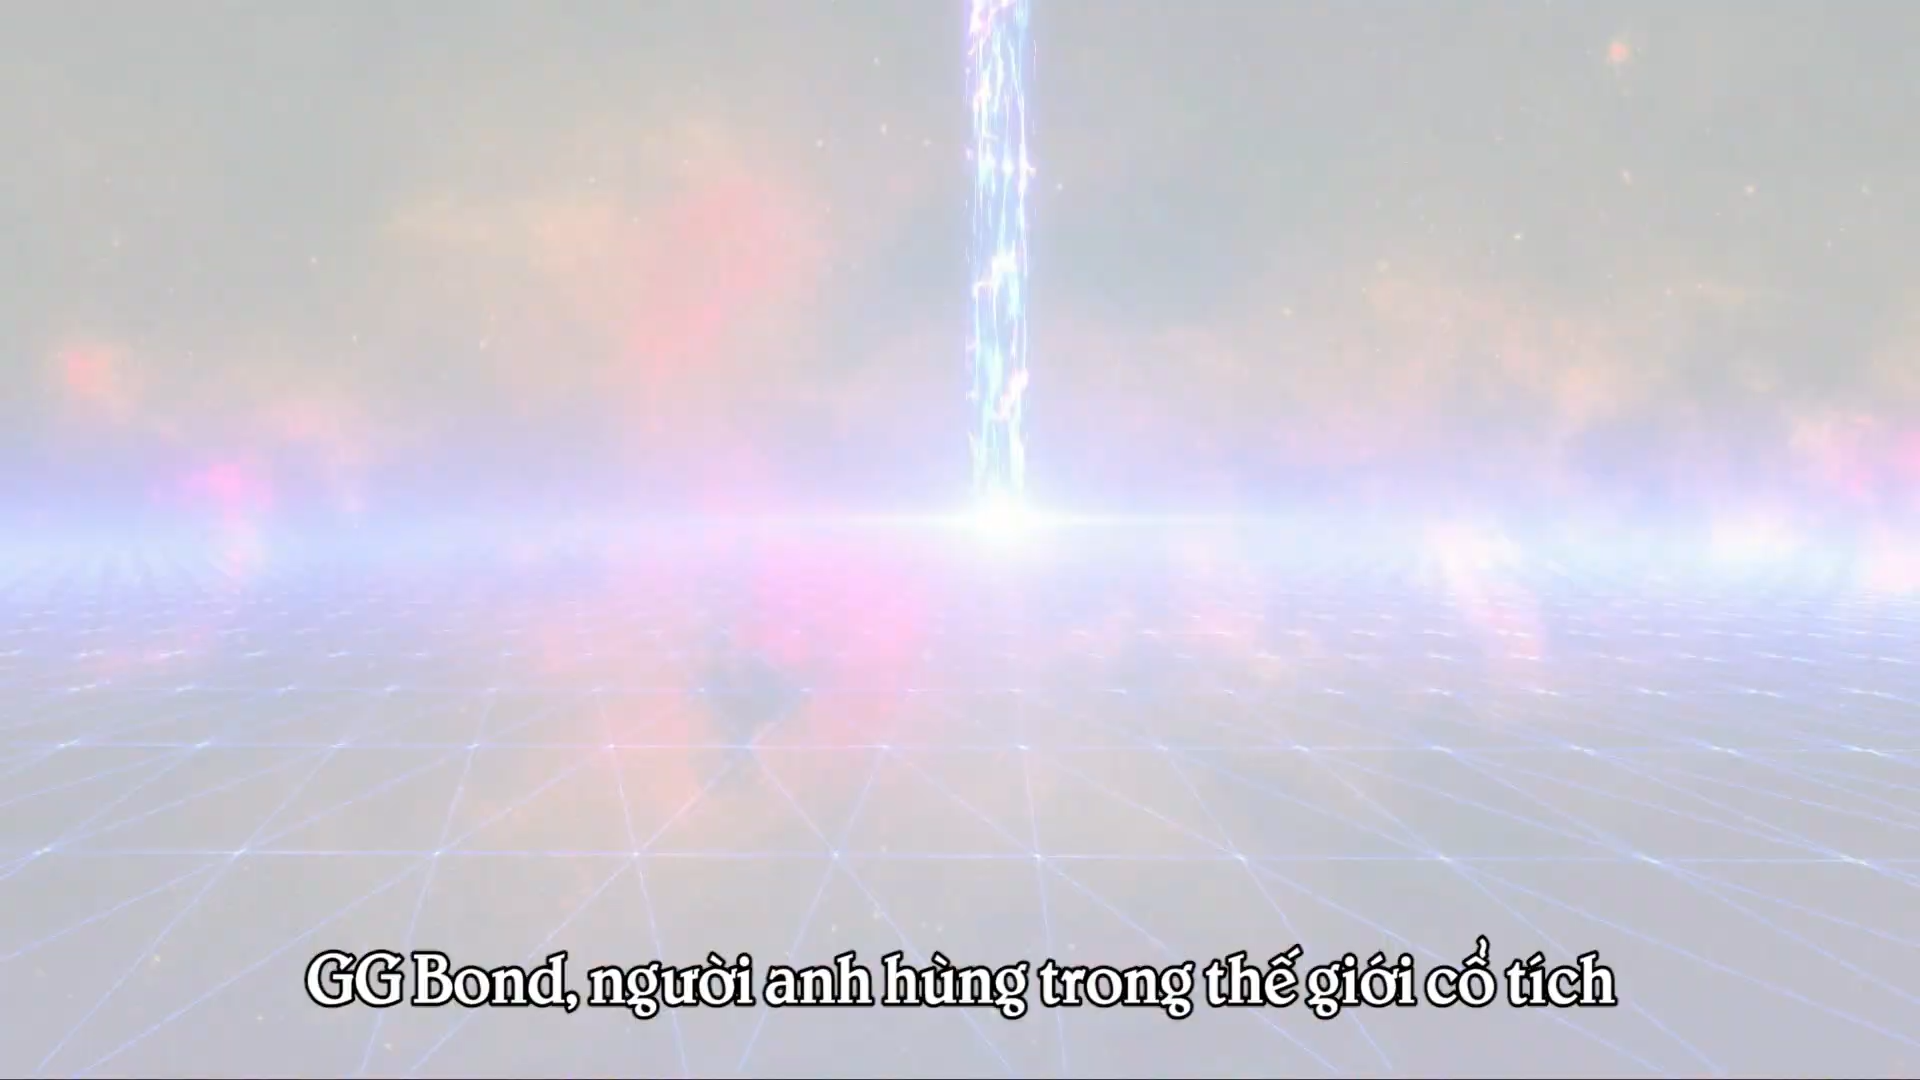 GG Bond, người anh hùng trong thế giới cổ tích